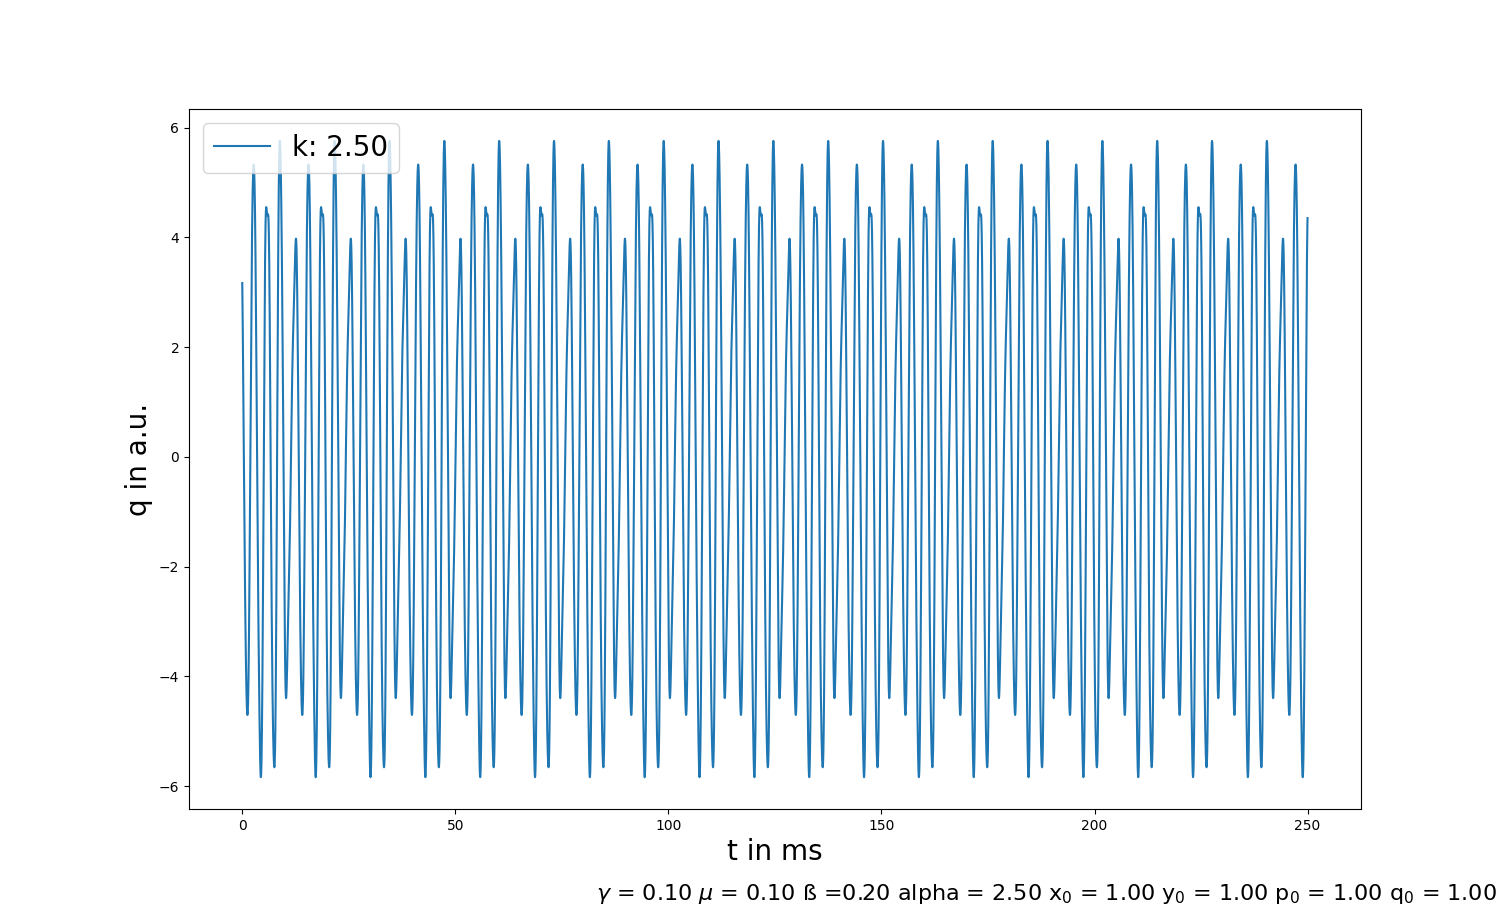 k: 2.50
6
4
2
0
−2
−4
−6
q in a.u.
0 50 100 150 200 250
t in ms
γ = 0.10 μ = 0.10 ß =0.20 alpha = 2.50 x₀ = 1.00 y₀ = 1.00 p₀ = 1.00 q₀ = 1.00